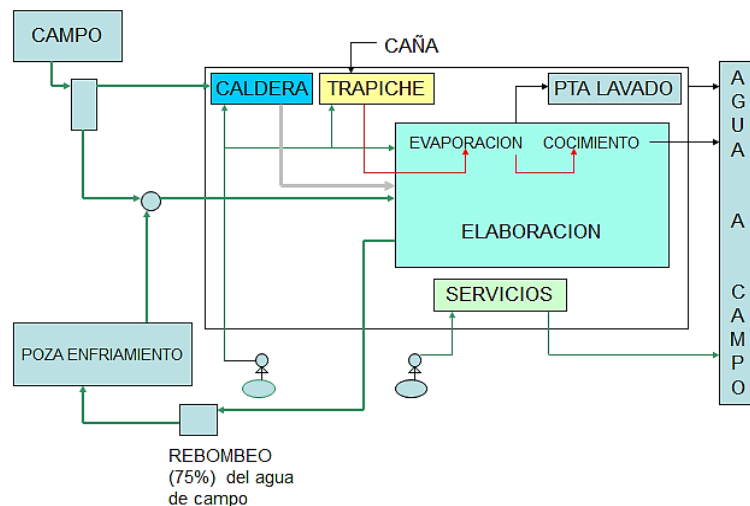 CAMPO
CAÑA
CALDERA
TRAPICHE
PTA LAVADO
EVAPORACION
COCIMIENTO
ELABORACION
SERVICIOS
POZA ENFRIAMIENTO
REBOMBEO
(75%) del agua
de campo
A
G
U
A
A
C
A
M
P
O